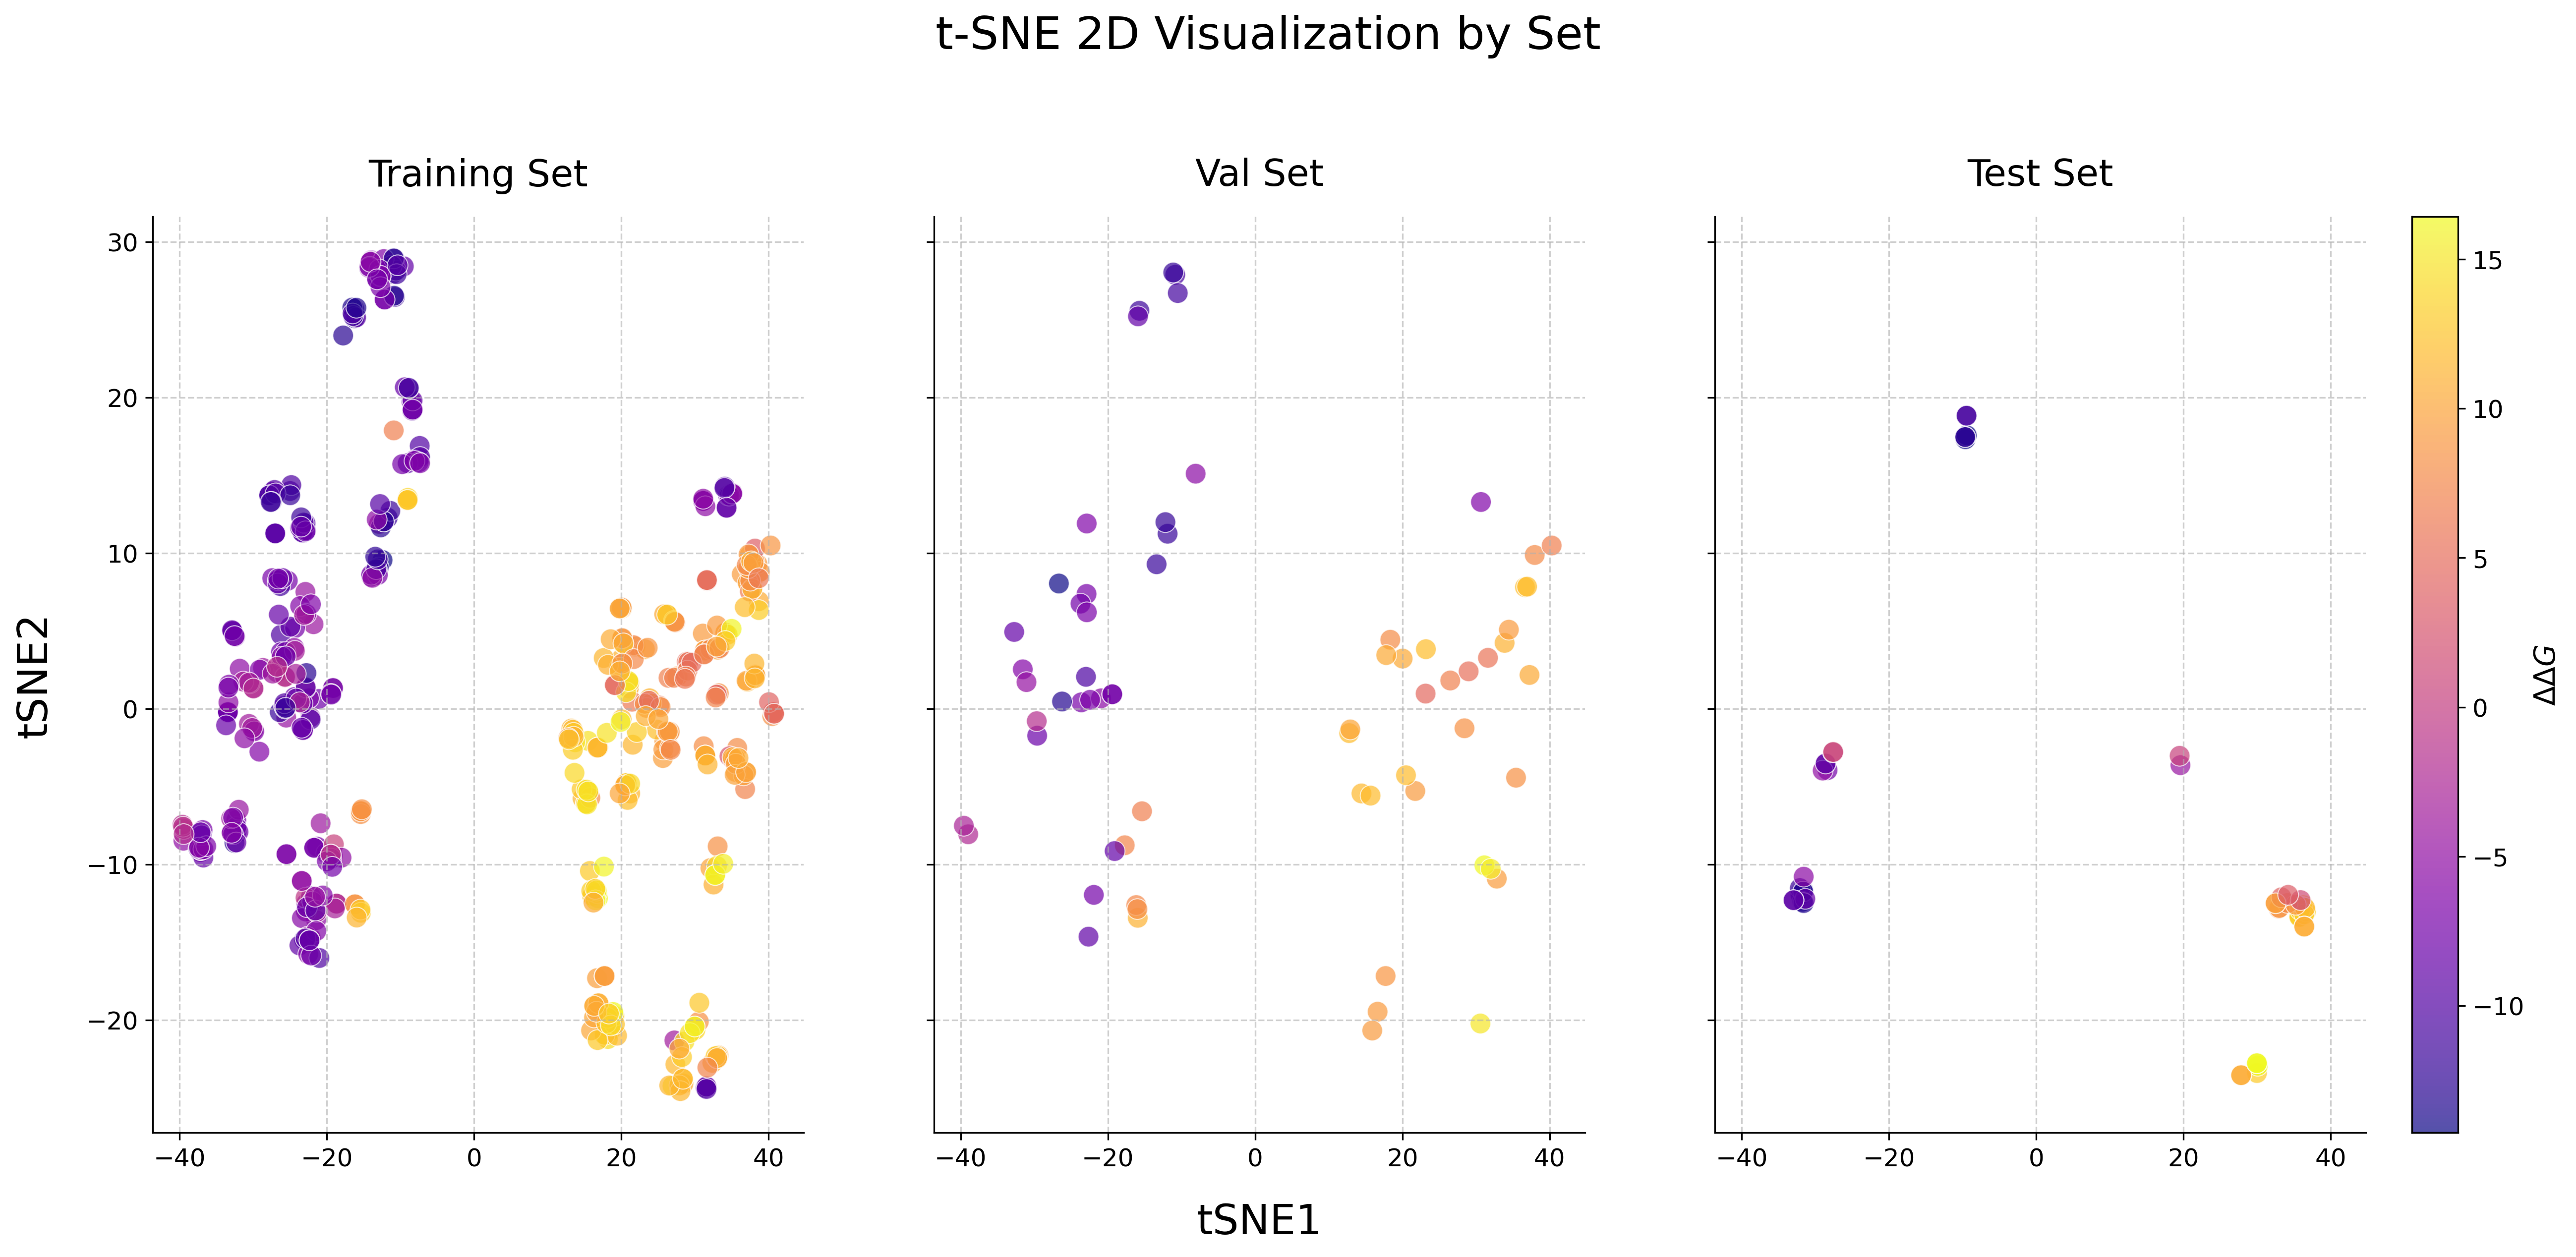 t-SNE 2D Visualization by Set
Training Set
Val Set
Test Set
30
20
10
0
−10
−20
tSNE2
−40 −20 0 20 40
−40 −20 0 20 40
−40 −20 0 20 40
tSNE1
15
10
5
0
−5
−10
ΔΔG